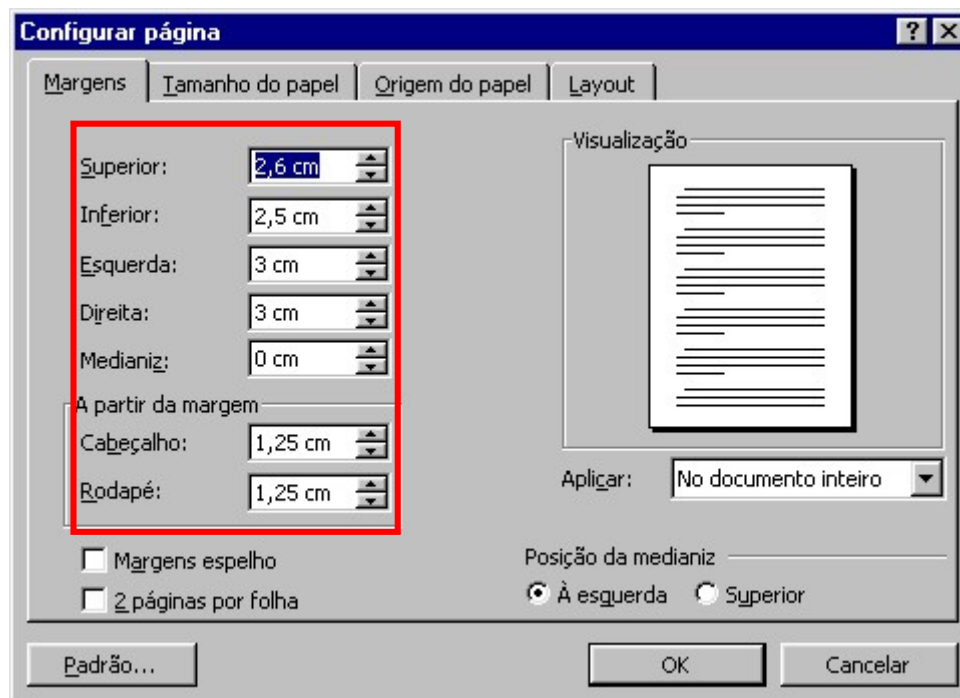 Configurar página
Margens Tamanho do papel Origem do papel Layout
Superior: 2,6 cm
Inferior: 2,5 cm
Esquerda: 3 cm
Direita: 3 cm
Medianiz: 0 cm
A partir da margem
Cabeçalho: 1,25 cm
Rodapé: 1,25 cm
Visualização
Aplicar: No documento inteiro
Margens espelho
2 páginas por folha
Posição da medianiz
À esquerda Superior
Padrão... OK Cancelar